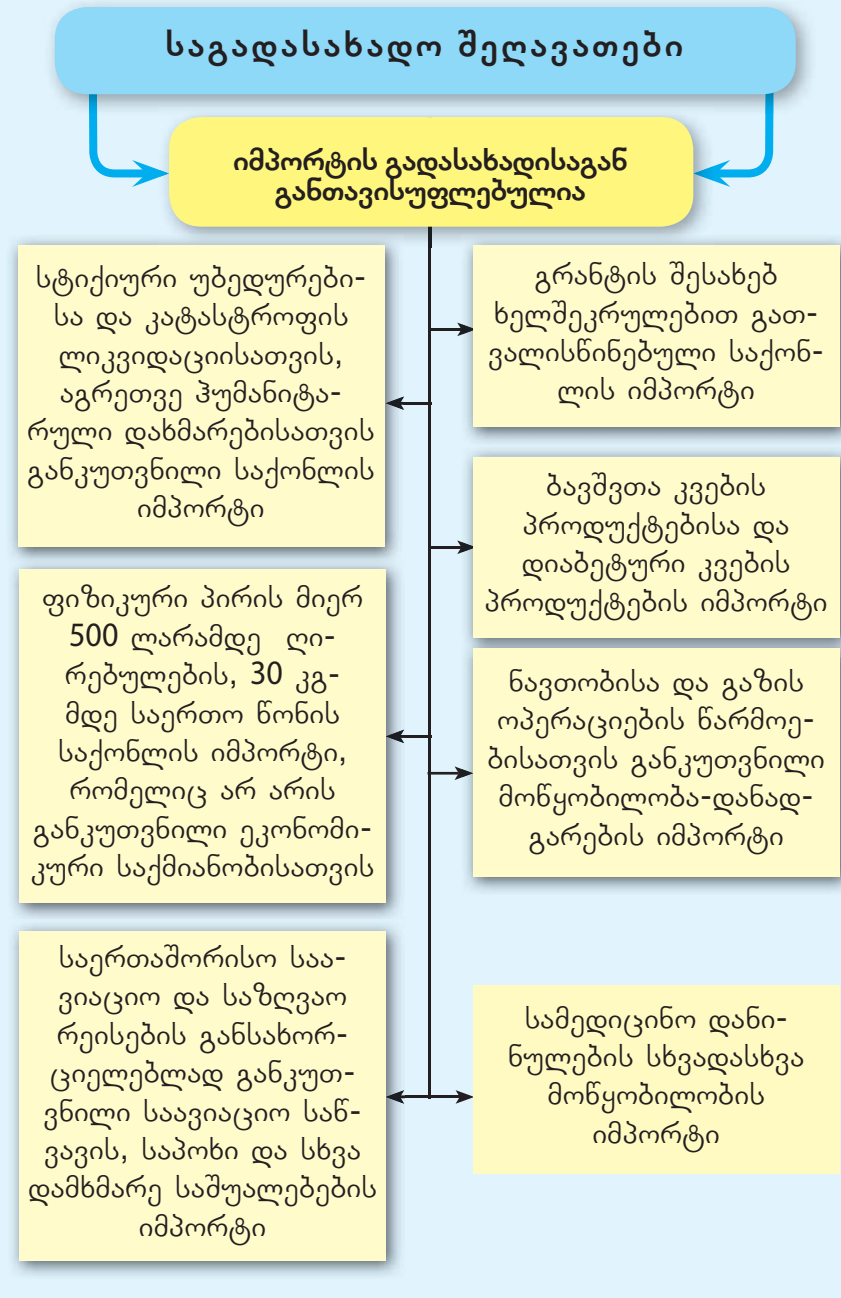 საგადასახადო შეღავათები
იმპორტის გადასახადისაგან
განთავისუფლებულია
სტიქიური უბედურები-
სა და კატასტროფის
ლიკვიდაციისათვის,
აგრეთვე ჰუმანიტა-
რული დახმარებისათვის
განკუთვნილი საქონლის
იმპორტი
გრანტის შესახებ
ხელშეკრულებით გათ-
ვალისწინებული საქონ-
ლის იმპორტი
ბავშვთა კვების
პროდუქტებისა და
დიაბეტური კვების
პროდუქტების იმპორტი
ფიზიკური პირის მიერ
500 ლარამდე ღი-
რებულების, 30 კგ-
მდე საერთო წონის
საქონლის იმპორტი,
რომელიც არ არის
განკუთვნილი ეკონომი-
კური საქმიანობისათვის
ნავთობისა და გაზის
ოპერაციების წარმოე-
ბისათვის განკუთვნილი
მოწყობილობა-დანად-
გარების იმპორტი
საერთაშორისო საა-
ვიაციო და საზღვაო
რეისების განსახორ-
ციელებლად განკუთ-
ვნილი საავიაციო საწ-
ვავის, საპოხი და სხვა
დამხმარე საშუალებების
იმპორტი
სამედიცინო დანი-
ნულების სხვადასხვა
მოწყობილობის
იმპორტი